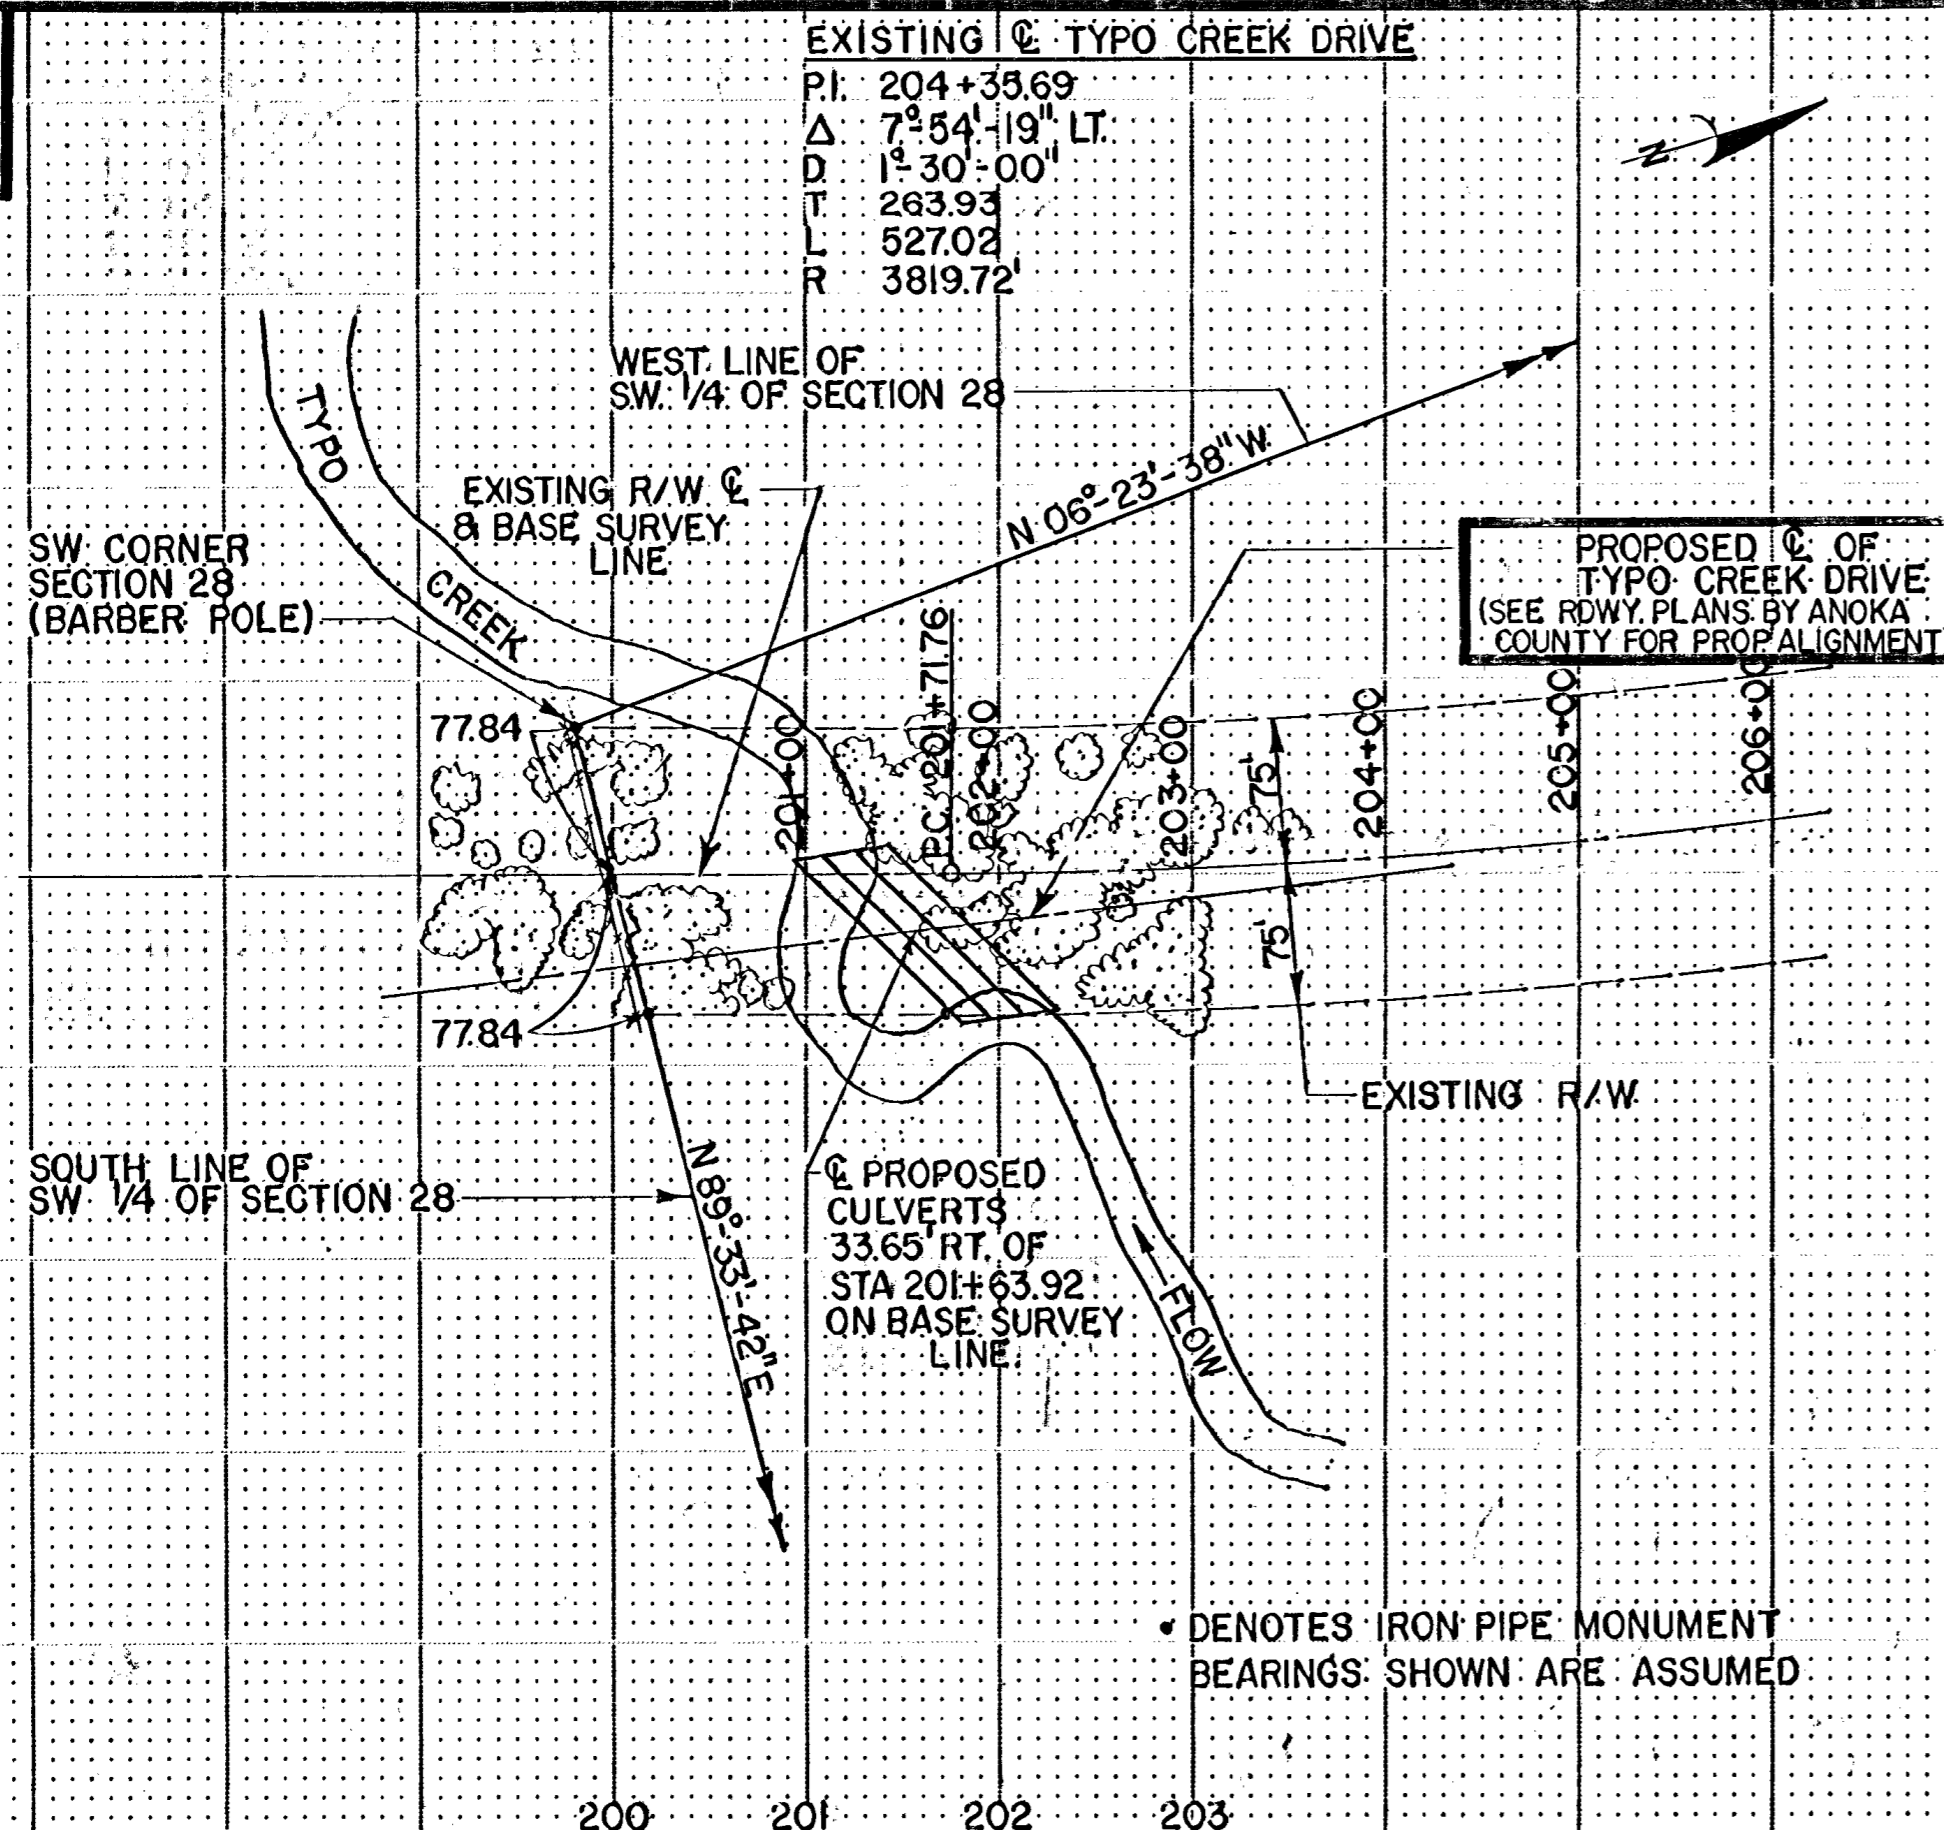 EXISTING ℄ TYPO CREEK DRIVE
P.I. 204+35.69
Δ 7°-54'-19" LT.
D 1°-30'-00"
T 263.93
L 527.02
R 3819.72'
N
WEST LINE OF
SW. 1/4 OF SECTION 28
TYPO
CREEK
EXISTING R/W ℄
& BASE SURVEY
LINE
N 06°-23'-38" W
SW CORNER
SECTION 28
(BARBER POLE)
PROPOSED ℄ OF
TYPO CREEK DRIVE
(SEE RDWY. PLANS BY ANOKA
COUNTY FOR PROP. ALIGNMENT)
77.84
201+00
P.C. 201+71.76
202+00
203+00
75'
204+00
205+00
206+00
75'
77.84
EXISTING R/W
SOUTH LINE OF
SW 1/4 OF SECTION 28
N 89°-33'-42" E
℄ PROPOSED
CULVERTS
33.65' RT. OF
STA 201+63.92
ON BASE SURVEY
LINE.
FLOW
• DENOTES IRON PIPE MONUMENT
BEARINGS SHOWN ARE ASSUMED
200 201 202 203